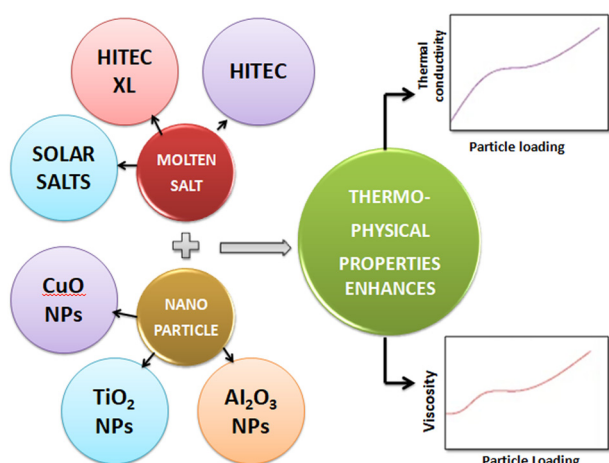 HITEC
XL
HITEC
SOLAR
SALTS
MOLTEN
SALT
CuO
NPs
NANO
PARTICLE
TiO₂
NPs
Al₂O₃
NPs
THERMO-
PHYSICAL
PROPERTIES
ENHANCES
Thermal
conductivity
Particle loading
Viscosity
Particle Loading